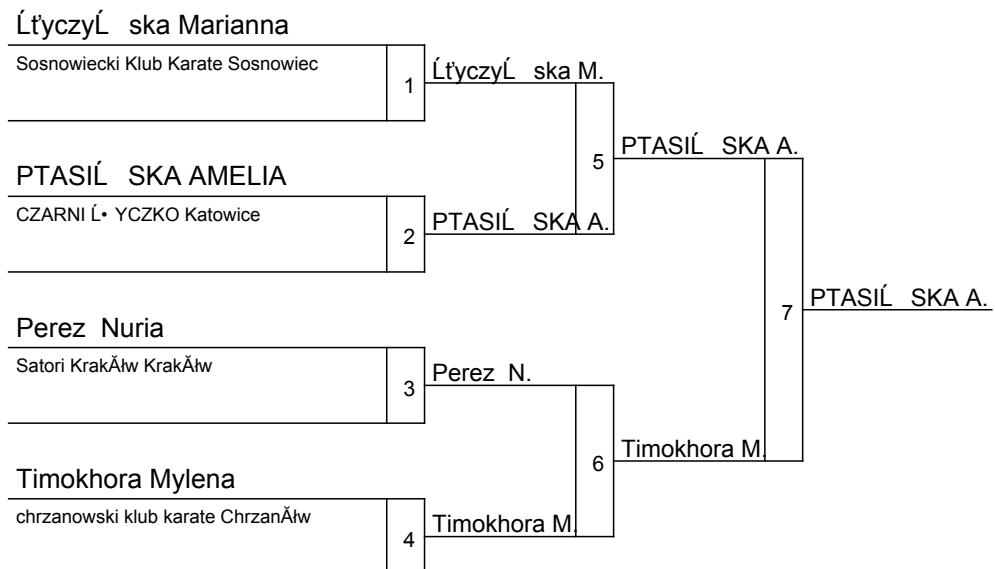 ĹťyczyĹ ska Marianna
Sosnowiecki Klub Karate Sosnowiec
1
ĹťyczyĹ ska M.
5
PTASIĹ SKA A.
PTASIĹ SKA AMELIA
CZARNI Ĺ• YCZKO Katowice
2
PTASIĹ SKA A.
7
PTASIĹ SKA A.
Perez Nuria
Satori KrakĂłw KrakĂłw
3
Perez N.
6
Timokhora M.
Timokhora Mylena
chrzanowski klub karate ChrzanĂłw
4
Timokhora M.